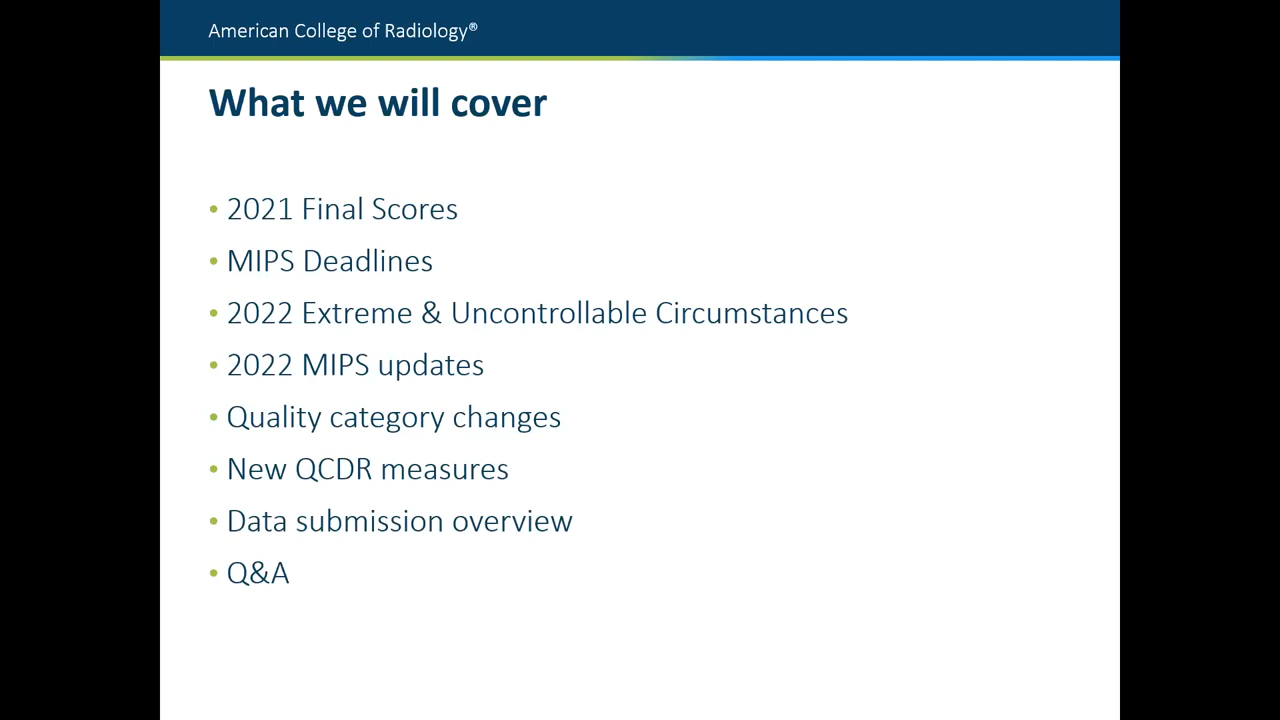 American College of Radiology®
What we will cover
• 2021 Final Scores
• MIPS Deadlines
• 2022 Extreme & Uncontrollable Circumstances
• 2022 MIPS updates
• Quality category changes
• New QCDR measures
• Data submission overview
• Q&A